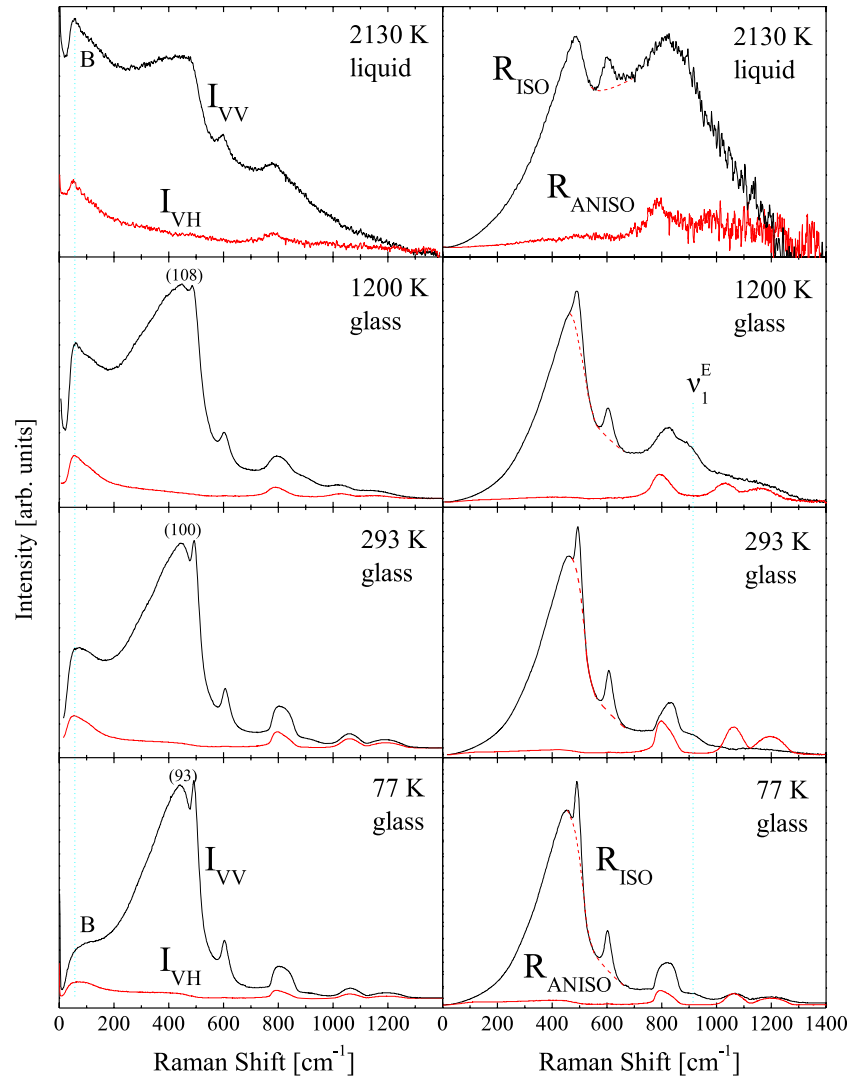 2130 K
liquid
B
I_VV
I_VH
2130 K
liquid
R_ISO
R_ANISO
(108)
1200 K
glass
1200 K
glass
ν₁ᴱ
(100)
293 K
glass
293 K
glass
(93)
77 K
glass
I_VV
B
I_VH
77 K
glass
R_ISO
R_ANISO
Intensity [arb. units]
0 200 400 600 800 1000 1200
0 200 400 600 800 1000 1200 1400
Raman Shift [cm⁻¹]
Raman Shift [cm⁻¹]